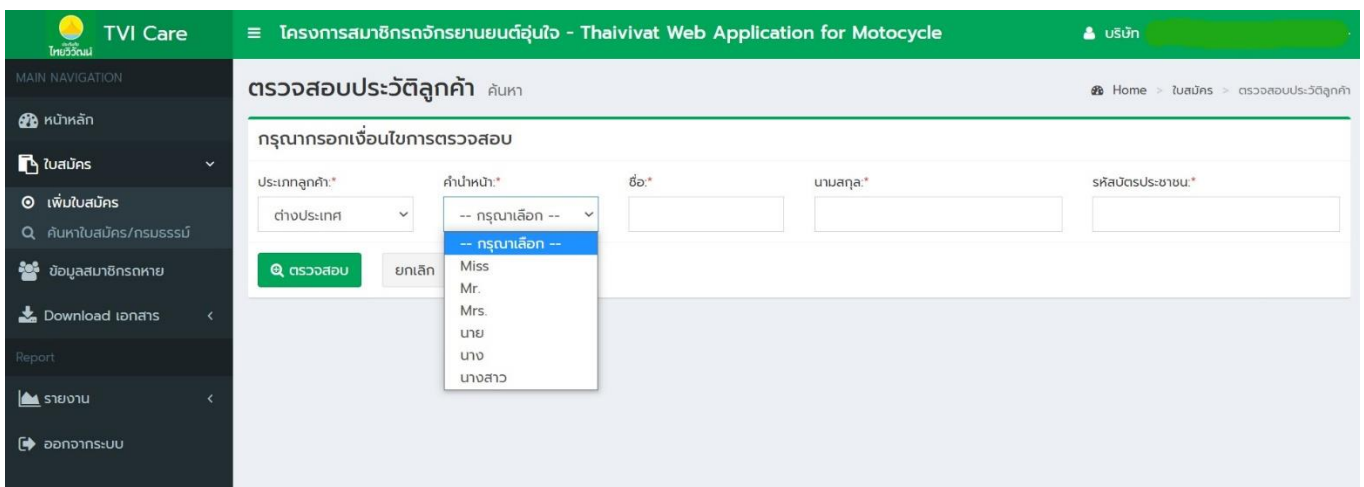 ประกันภัย
ไทยวิวัฒน์
TVI Care
โครงการสมาชิกรถจักรยานยนต์อุ่นใจ - Thaivivat Web Application for Motocycle
บริษัท
MAIN NAVIGATION
หน้าหลัก
ใบสมัคร
เพิ่มใบสมัคร
ค้นหาใบสมัคร/กรมธรรม์
ข้อมูลสมาชิกรถหาย
Download เอกสาร
Report
รายงาน
ออกจากระบบ
ตรวจสอบประวัติลูกค้า ค้นหา
Home > ใบสมัคร > ตรวจสอบประวัติลูกค้า
กรุณากรอกเงื่อนไขการตรวจสอบ
ประเภทลูกค้า:* คำนำหน้า:* ชื่อ:* นามสกุล:* รหัสบัตรประชาชน:*
ต่างประเทศ -- กรุณาเลือก --
-- กรุณาเลือก --
Miss
Mr.
Mrs.
นาย
นาง
นางสาว
ตรวจสอบ ยกเลิก